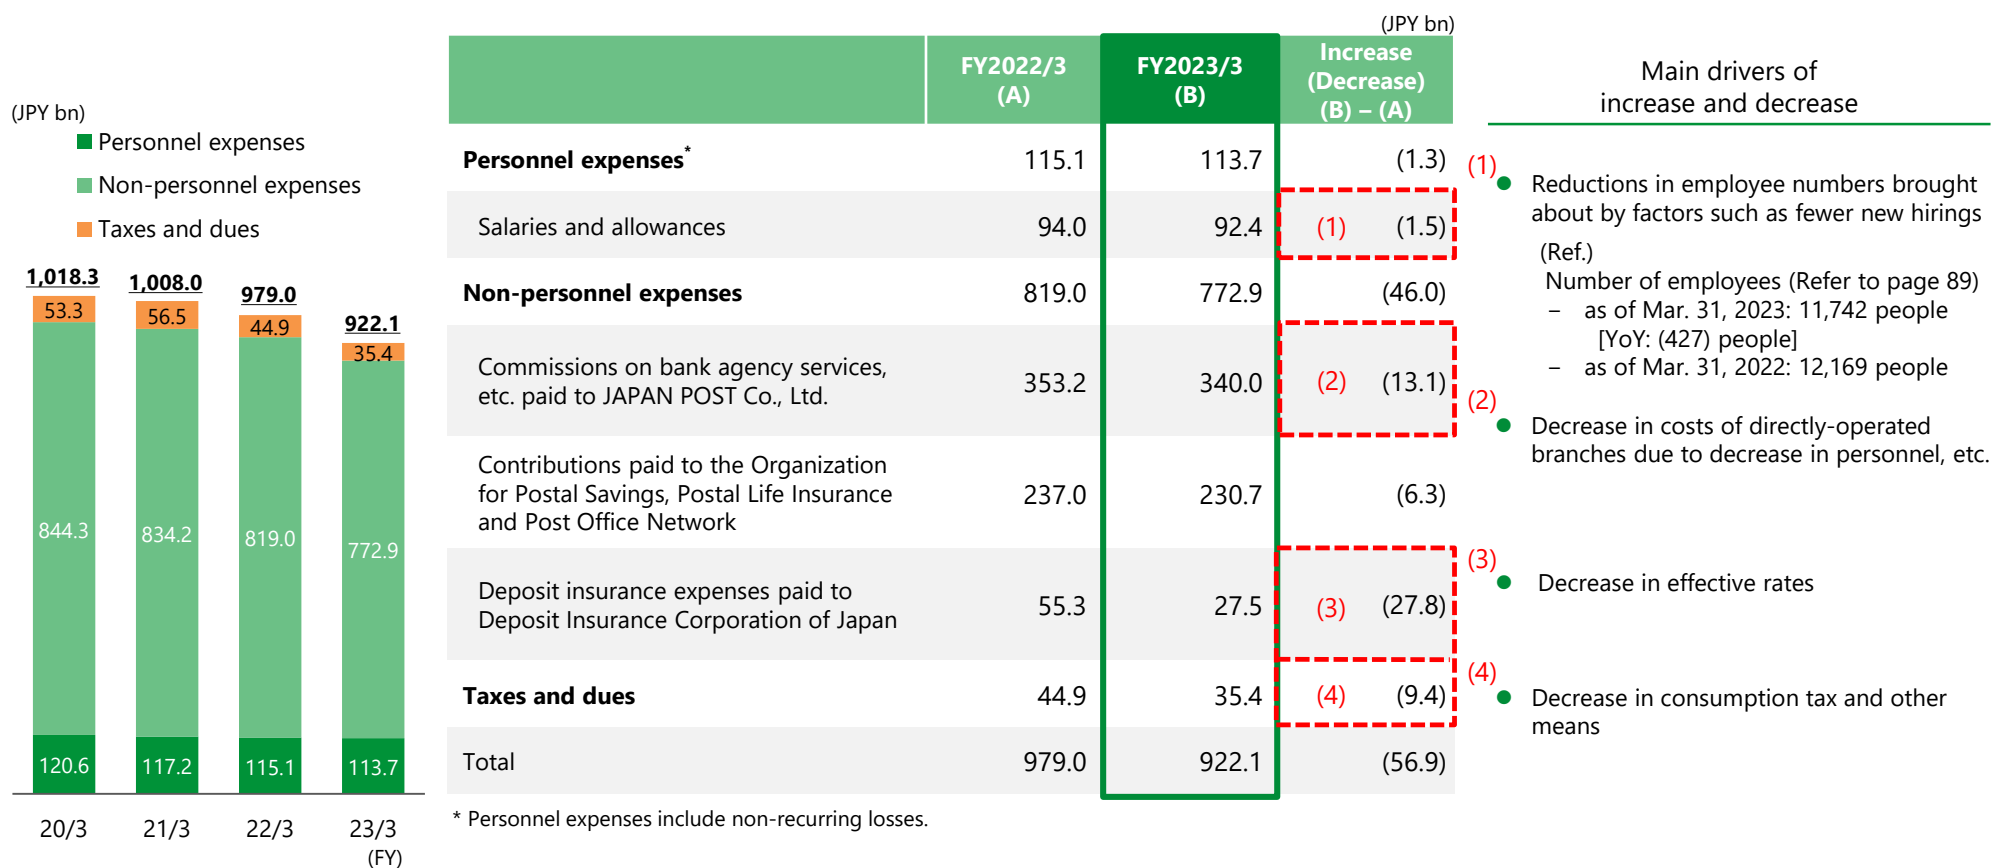 (JPY bn)
Personnel expenses
Non-personnel expenses
Taxes and dues
1,018.3
1,008.0
979.0
922.1
53.3
56.5
44.9
35.4
844.3
834.2
819.0
772.9
120.6
117.2
115.1
113.7
20/3
21/3
22/3
23/3
(FY)
(JPY bn)
FY2022/3
(A)
FY2023/3
(B)
Increase
(Decrease)
(B) – (A)
Personnel expenses* 115.1 113.7 (1.3)
Salaries and allowances 94.0 92.4 (1) (1.5)
Non-personnel expenses 819.0 772.9 (46.0)
Commissions on bank agency services,
etc. paid to JAPAN POST Co., Ltd. 353.2 340.0 (2) (13.1)
Contributions paid to the Organization
for Postal Savings, Postal Life Insurance
and Post Office Network 237.0 230.7 (6.3)
Deposit insurance expenses paid to
Deposit Insurance Corporation of Japan 55.3 27.5 (3) (27.8)
Taxes and dues 44.9 35.4 (4) (9.4)
Total 979.0 922.1 (56.9)
* Personnel expenses include non-recurring losses.
Main drivers of
increase and decrease
(1)
● Reductions in employee numbers brought
about by factors such as fewer new hirings
(Ref.)
Number of employees (Refer to page 89)
– as of Mar. 31, 2023: 11,742 people
[YoY: (427) people]
– as of Mar. 31, 2022: 12,169 people
(2)
● Decrease in costs of directly-operated
branches due to decrease in personnel, etc.
(3)
● Decrease in effective rates
(4)
● Decrease in consumption tax and other
means